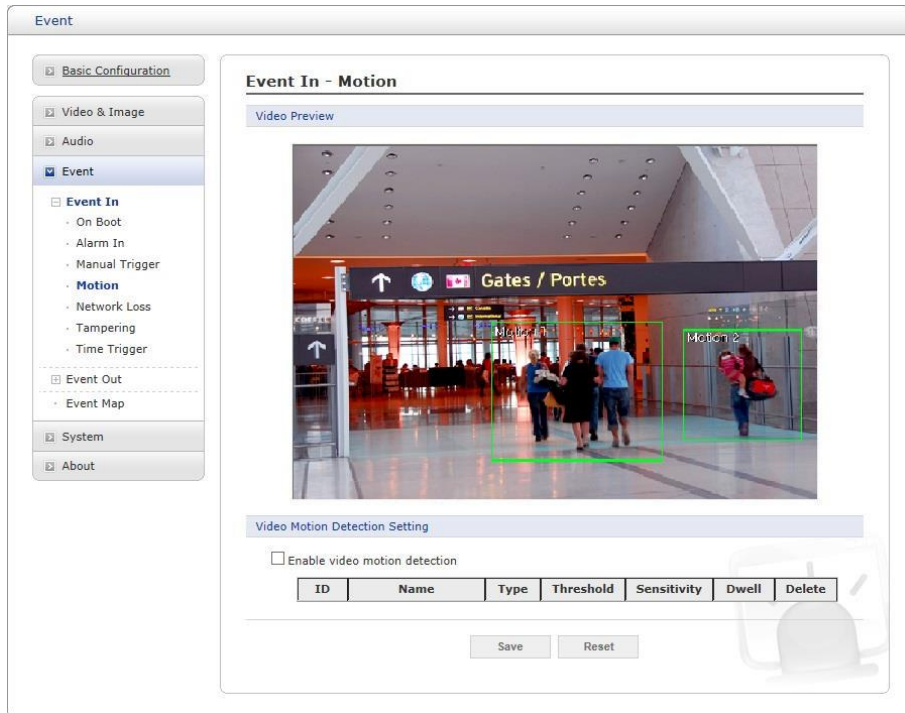 Event
Basic Configuration
Video & Image
Audio
Event
Event In
On Boot
Alarm In
Manual Trigger
Motion
Network Loss
Tampering
Time Trigger
Event Out
Event Map
System
About
Event In - Motion
Video Preview
Gates / Portes
Motion 1
Motion 2
Video Motion Detection Setting
Enable video motion detection
ID Name Type Threshold Sensitivity Dwell Delete
Save Reset